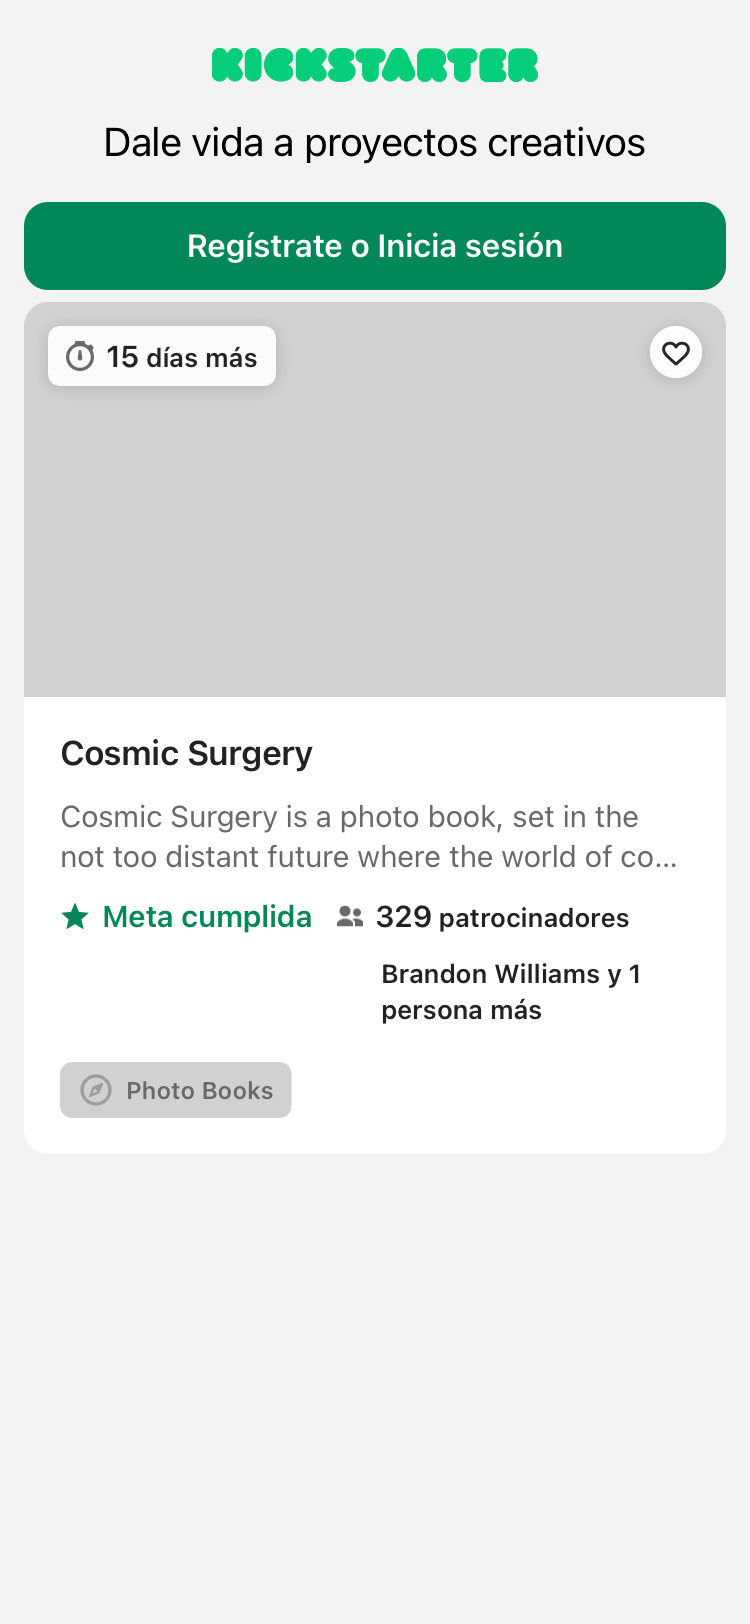 KICKSTARTER
Dale vida a proyectos creativos
Regístrate o Inicia sesión
15 días más
Cosmic Surgery
Cosmic Surgery is a photo book, set in the
not too distant future where the world of co...
Meta cumplida
329 patrocinadores
Brandon Williams y 1
persona más
Photo Books